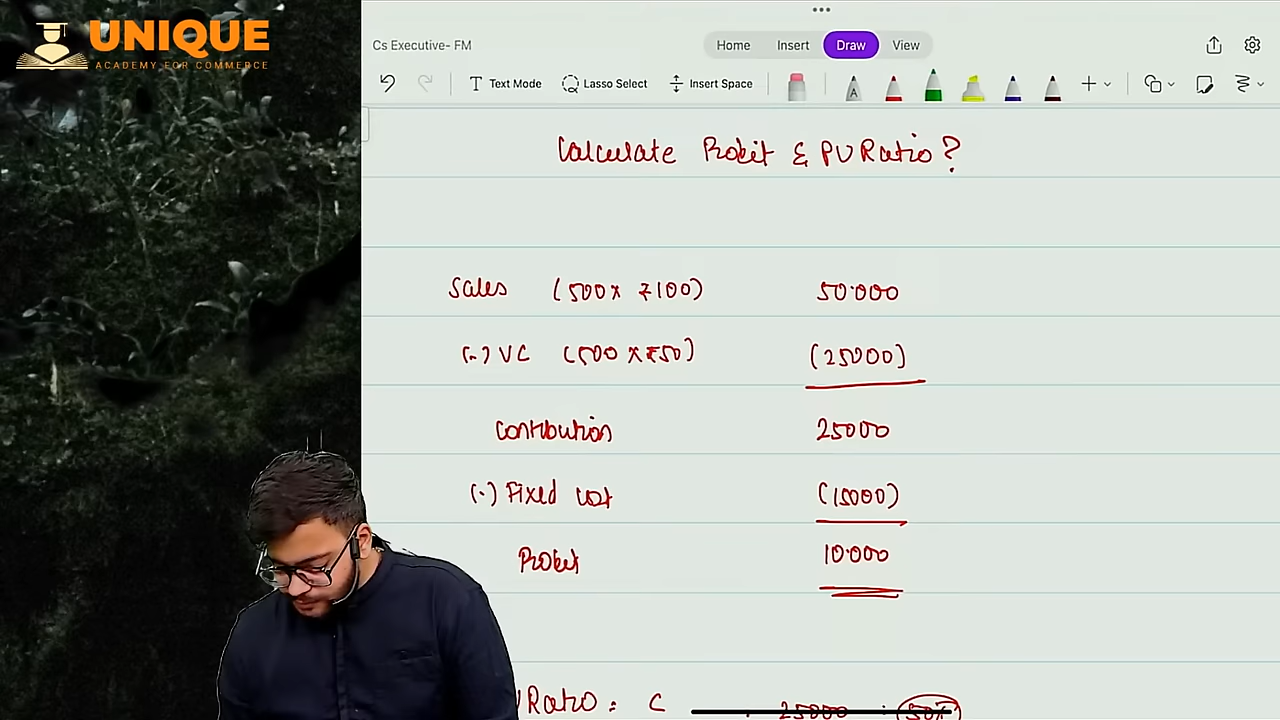 UNIQUE
ACADEMY FOR COMMERCE
Cs Executive- FM
Home Insert Draw View
Text Mode Lasso Select Insert Space
A
Calculate Profit & PV Ratio?
Sales (500 x ₹100) 50.000
(-) VC (500 x ₹50) (25000)
Contribution 25000
(-) Fixed cost (15000)
Profit 10.000
Ratio = C 25000 = 50%